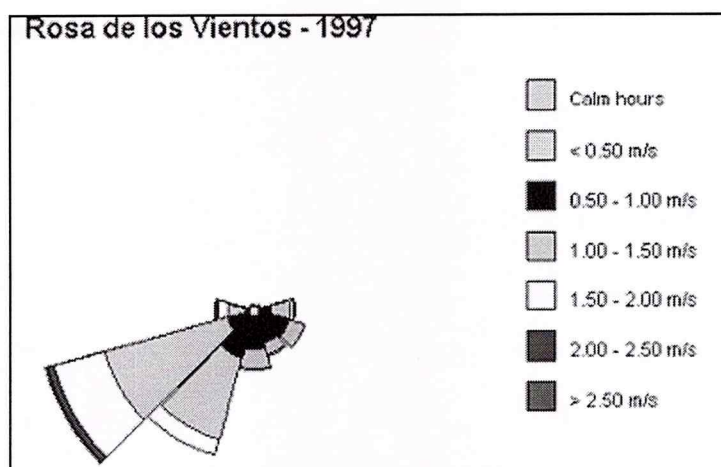 Rosa de los Vientos - 1997
Calm hours
< 0.50 m/s
0.50 - 1.00 m/s
1.00 - 1.50 m/s
1.50 - 2.00 m/s
2.00 - 2.50 m/s
> 2.50 m/s